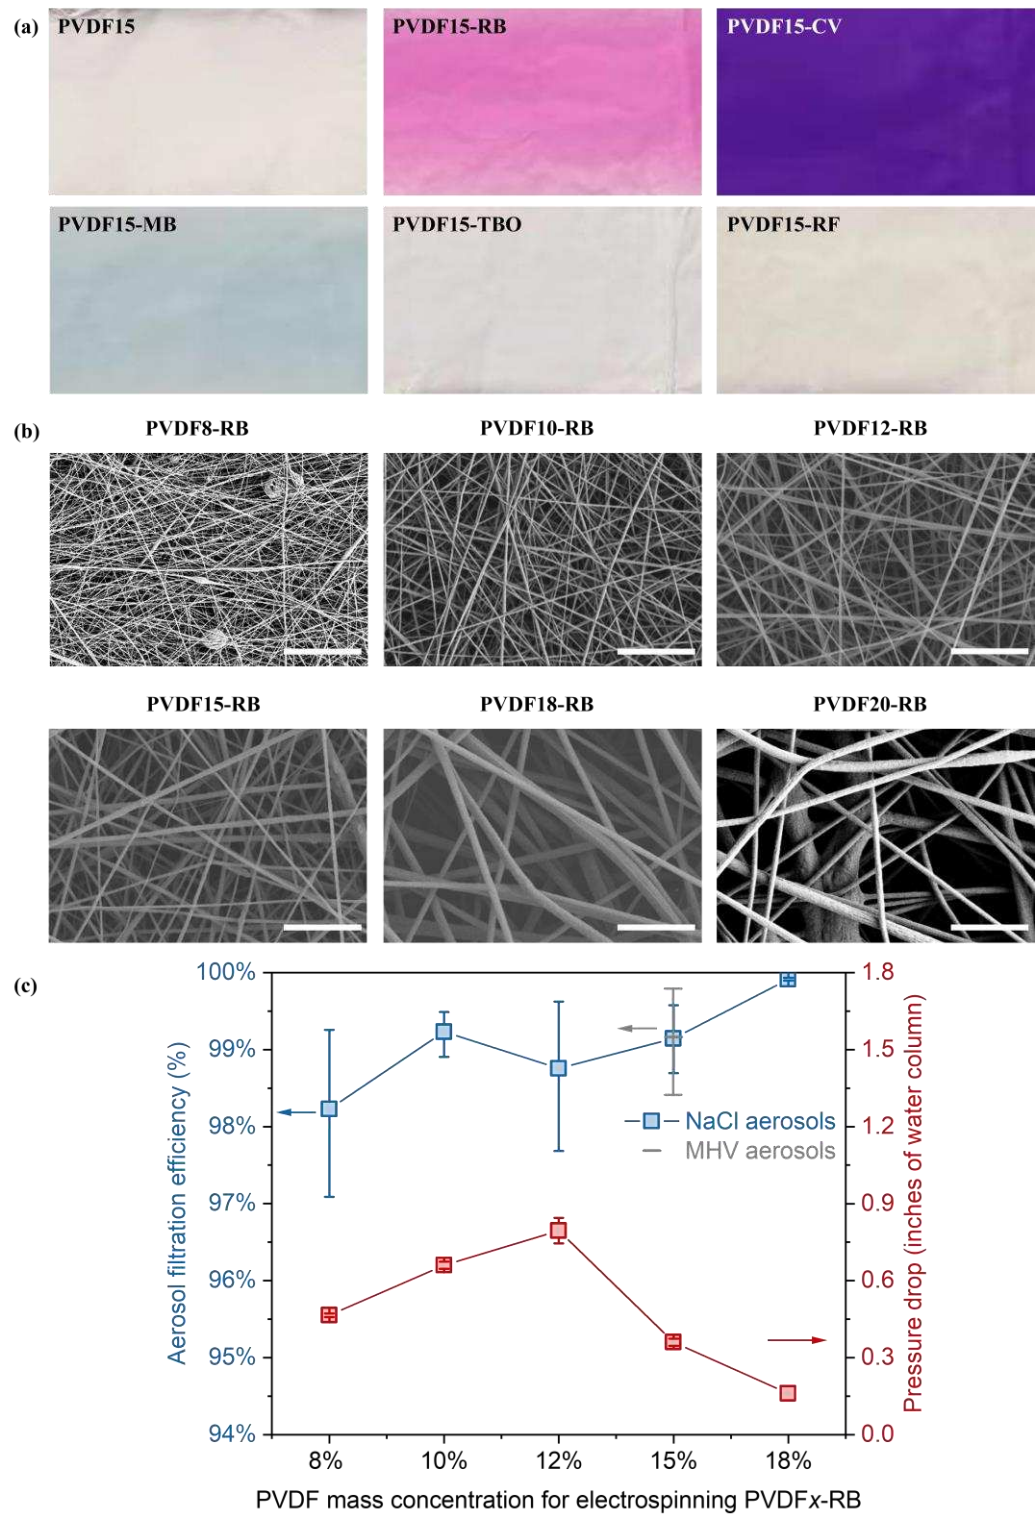 (a)
PVDF15
PVDF15-RB
PVDF15-CV
PVDF15-MB
PVDF15-TBO
PVDF15-RF
(b)
PVDF8-RB
PVDF10-RB
PVDF12-RB
PVDF15-RB
PVDF18-RB
PVDF20-RB
(c)
Aerosol filtration efficiency (%)
100%
99%
98%
97%
96%
95%
94%
NaCl aerosols
MHV aerosols
1.8
1.5
1.2
0.9
0.6
0.3
0.0
Pressure drop (inches of water column)
8%
10%
12%
15%
18%
PVDF mass concentration for electrospinning PVDFx-RB